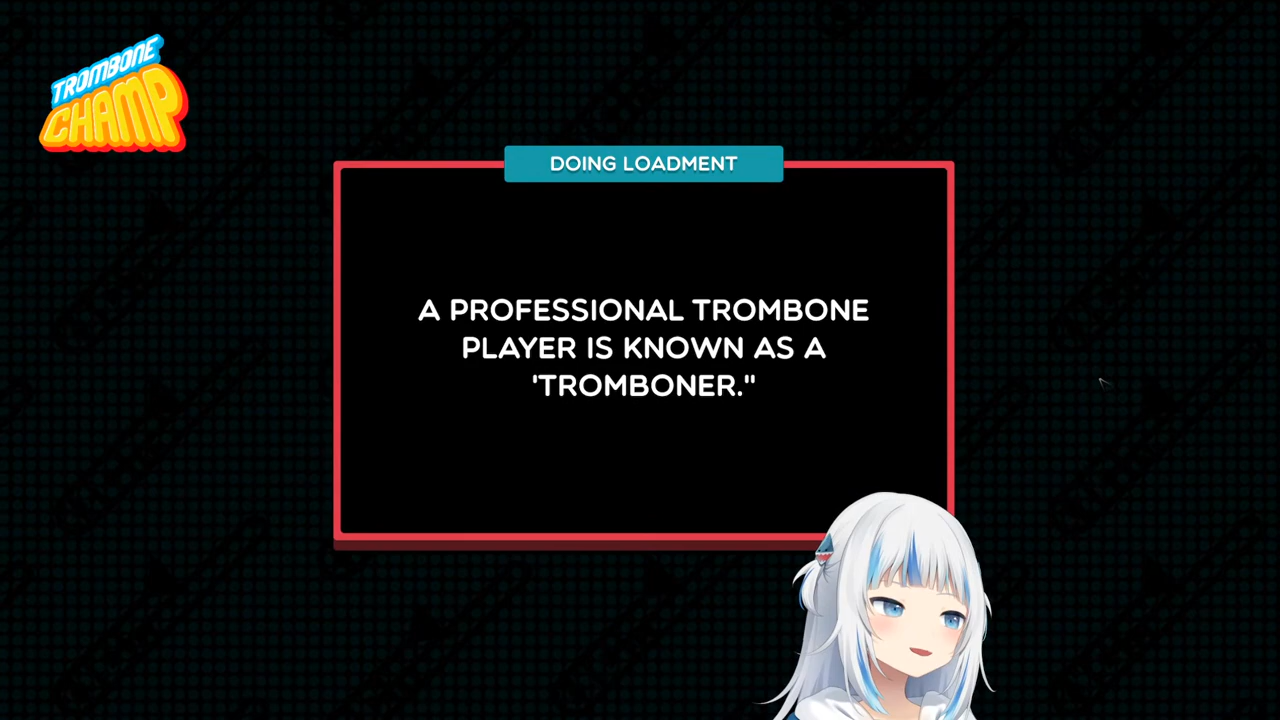 TROMBONE
CHAMP
DOING LOADMENT
A PROFESSIONAL TROMBONE
PLAYER IS KNOWN AS A
'TROMBONER."